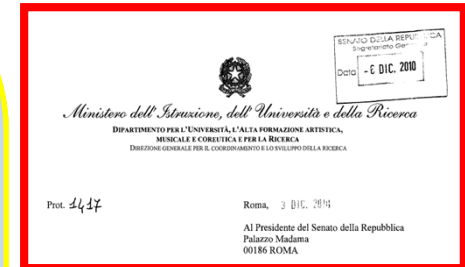 SENATO DELLA REPUBBLICA
Segretariato
Data - 6 DIC. 2010
Ministero dell' Istruzione, dell' Università e della Ricerca
DIPARTIMENTO PER L'UNIVERSITÀ, L'ALTA FORMAZIONE ARTISTICA,
MUSICALE E COREUTICA E PER LA RICERCA
DIREZIONE GENERALE PER IL COORDINAMENTO E LO SVILUPPO DELLA RICERCA
Prot. 1417
Roma, 3 DIC. 2010
Al Presidente del Senato della Repubblica
Palazzo Madama
00186 ROMA